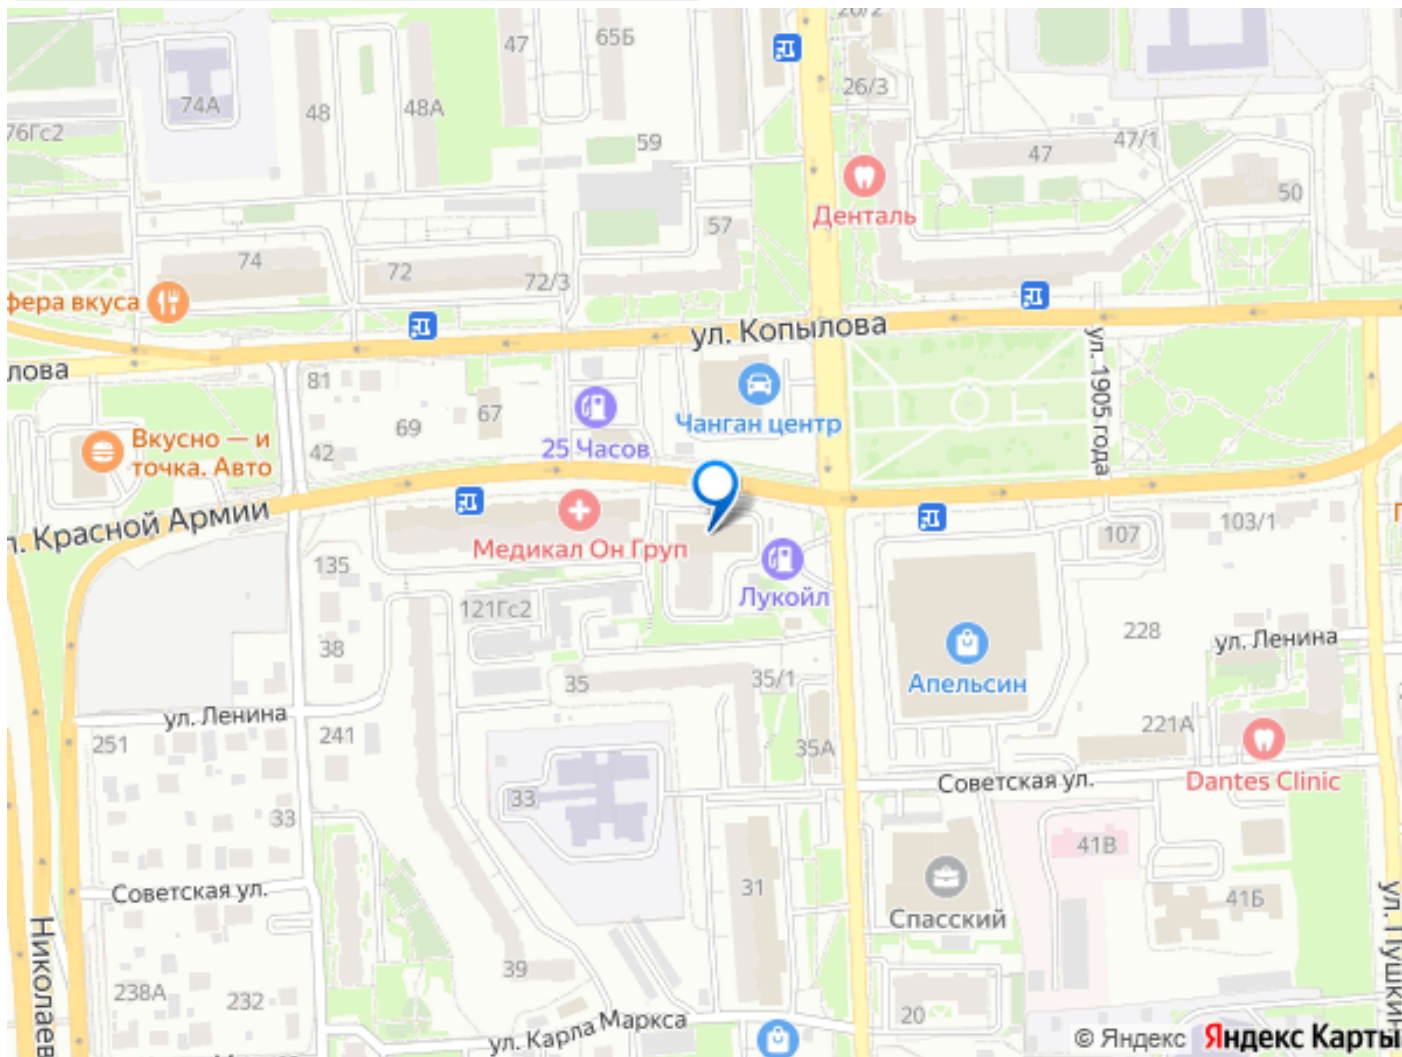 26/2
47
65Б
26/3
74А
48
48А
76Гс2
59
47
47/1
50
Денталь
57
74
72
72/3
фера вкуса
ул. Копылова
лова
81
67
69
42
25 Часов
Чанган центр
ул. 1905 года
Вкусно — и
точка. Авто
л. Красной Армии
Медикал Он Груп
107
103/1
135
121Гс2
Лукойл
38
228
ул. Ленина
35
35/1
Апельсин
ул. Ленина
251
241
35А
221А
Dantes Clinic
Советская ул.
33
33
41В
Советская ул.
31
Спасский
41Б
ул. Пушкин
Николаев
39
238А
232
20
ул. Карла Маркса
© Яндекс Яндекс Карты